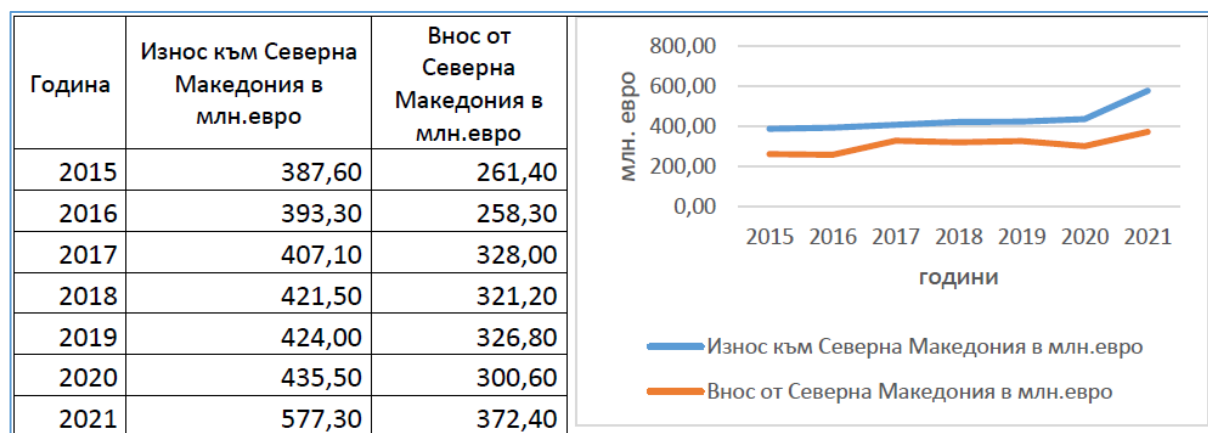 Година
Износ към Северна
Македония в
млн.евро
Внос от
Северна
Македония в
млн.евро
2015 387,60 261,40
2016 393,30 258,30
2017 407,10 328,00
2018 421,50 321,20
2019 424,00 326,80
2020 435,50 300,60
2021 577,30 372,40
800,00
600,00
400,00
200,00
0,00
млн. евро
2015 2016 2017 2018 2019 2020 2021
години
Износ към Северна Македония в млн.евро
Внос от Северна Македония в млн.евро